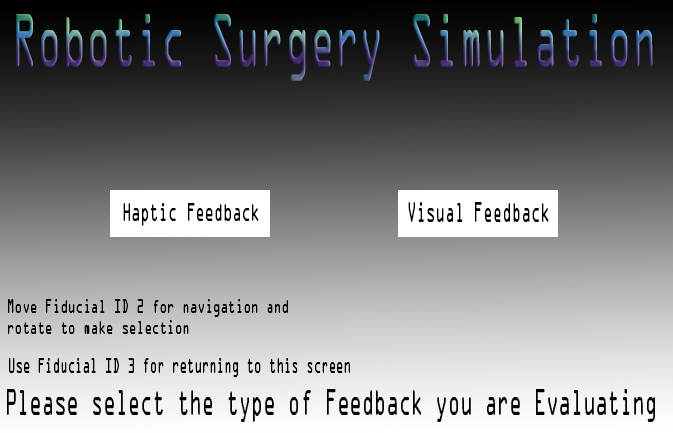 Robotic Surgery Simulation
Haptic Feedback
Visual Feedback
Move Fiducial ID 2 for navigation and
rotate to make selection
Use Fiducial ID 3 for returning to this screen
Please select the type of Feedback you are Evaluating